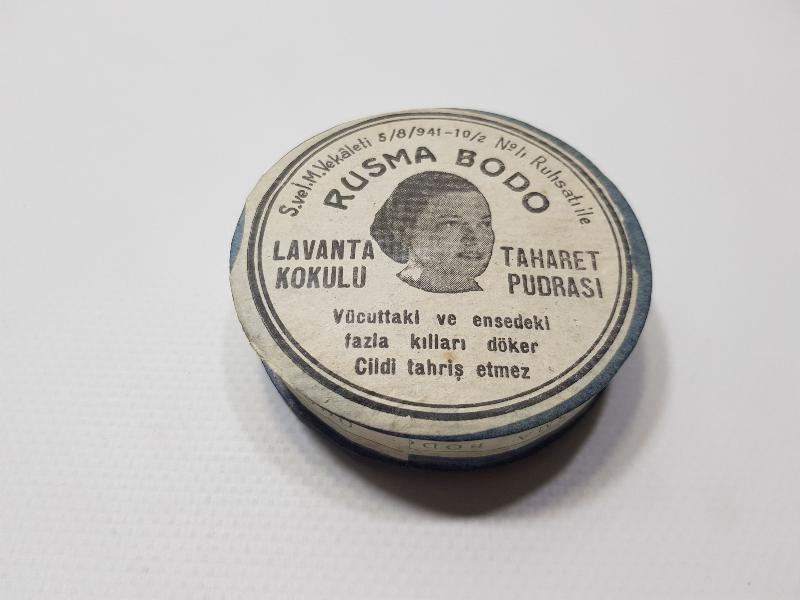 S.veİ.M.Vekâleti 5/8/941-10/2 Nolı Ruhsatı ile
RUSMA BODO
LAVANTA KOKULU
TAHARET PUDRASI
Vücuttaki ve ensedeki
fazla kılları döker
Cildi tahriş etmez